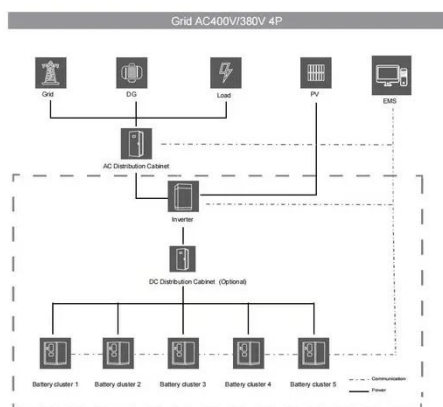 Grid AC400V/380V 4P
Grid DG Load PV EMS
AC Distribution Cabinet
Inverter
DC Distribution Cabinet (Optional)
Battery cluster 1 Battery cluster 2 Battery cluster 3 Battery cluster 4 Battery cluster 5
Communication
Power